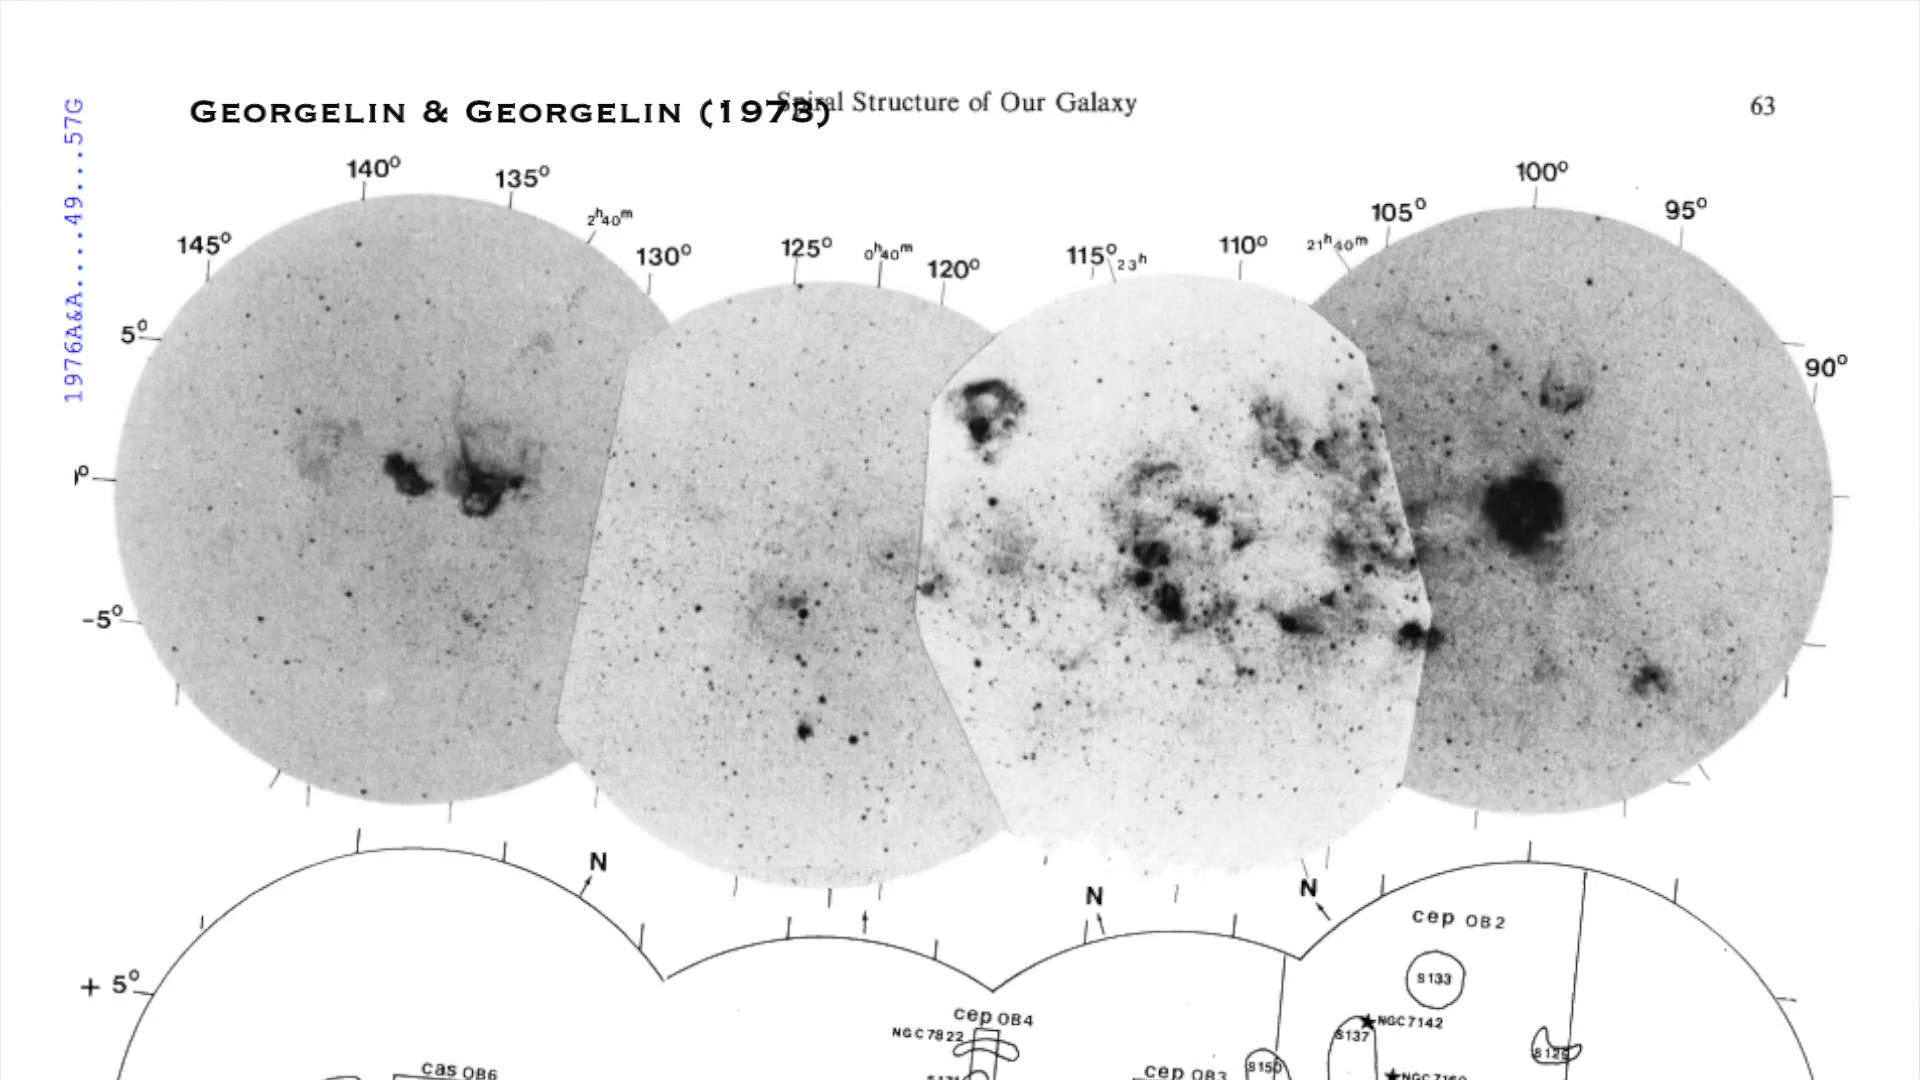 GEORGELIN & GEORGELIN (1973)
Spiral Structure of Our Galaxy
63
1976A&A....49...57G
140°
135°
2ʰ40ᵐ
145°
130°
125°
0ʰ40ᵐ
120°
115°
23ʰ
110°
21ʰ40ᵐ
105°
100°
95°
90°
5°
-5°
N
N
N
+ 5°
cep OB2
S133
NGC7142
S137
cep OB4
NGC7822
cep OB3
S150
cas OB6